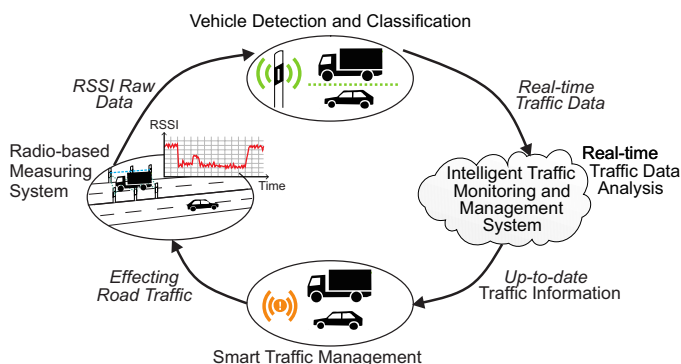 Vehicle Detection and Classification
RSSI Raw
Data
Real-time
Traffic Data
RSSI
Time
Radio-based
Measuring
System
Intelligent Traffic
Monitoring and
Management
System
Real-time
Traffic Data
Analysis
Effecting
Road Traffic
Up-to-date
Traffic Information
Smart Traffic Management